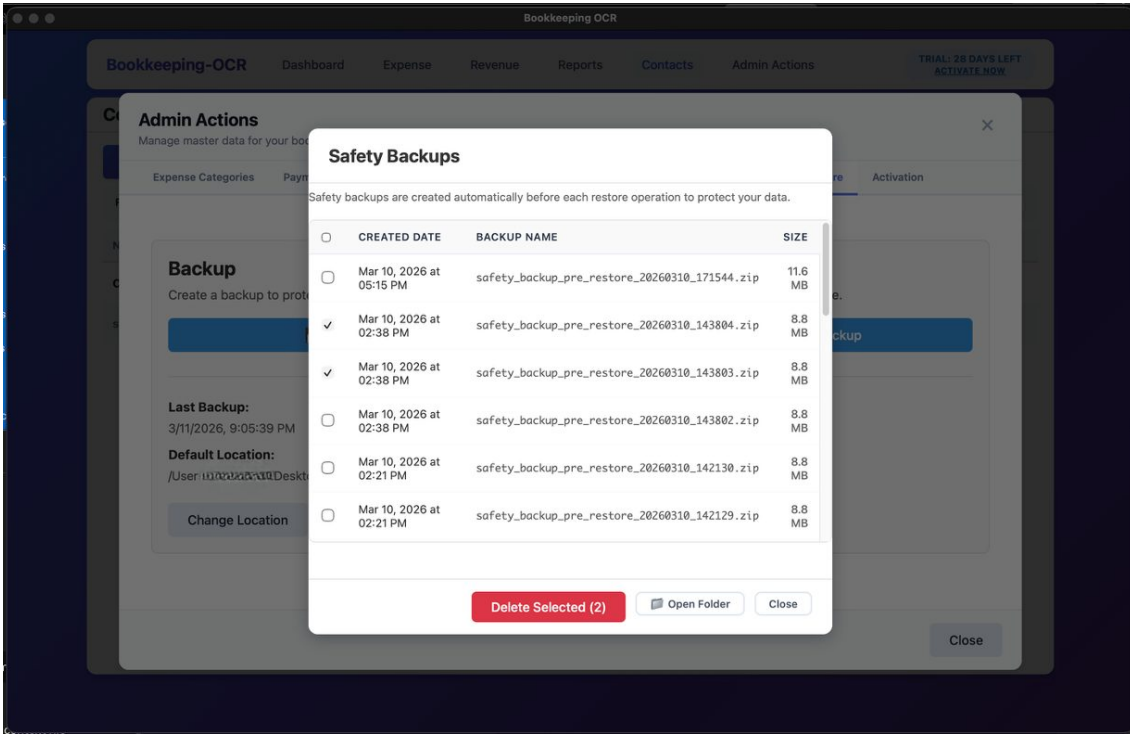 Bookkeeping OCR
Bookkeeping-OCR Dashboard Expense Revenue Reports Contacts Admin Actions TRIAL: 28 DAYS LEFT
ACTIVATE NOW
Admin Actions
Manage master data for your
Expense Categories Activation
Safety Backups
Safety backups are created automatically before each restore operation to protect your data.
CREATED DATE BACKUP NAME SIZE
Mar 10, 2026 at
05:15 PM safety_backup_pre_restore_20260310_171544.zip 11.6
MB
Mar 10, 2026 at
02:38 PM safety_backup_pre_restore_20260310_143804.zip 8.8
MB
Mar 10, 2026 at
02:38 PM safety_backup_pre_restore_20260310_143803.zip 8.8
MB
Mar 10, 2026 at
02:38 PM safety_backup_pre_restore_20260310_143802.zip 8.8
MB
Mar 10, 2026 at
02:21 PM safety_backup_pre_restore_20260310_142130.zip 8.8
MB
Mar 10, 2026 at
02:21 PM safety_backup_pre_restore_20260310_142129.zip 8.8
MB
Delete Selected (2) Open Folder Close
Backup
Create a backup to
Last Backup:
3/11/2026, 9:05:39 PM
Default Location:
Change Location
Close